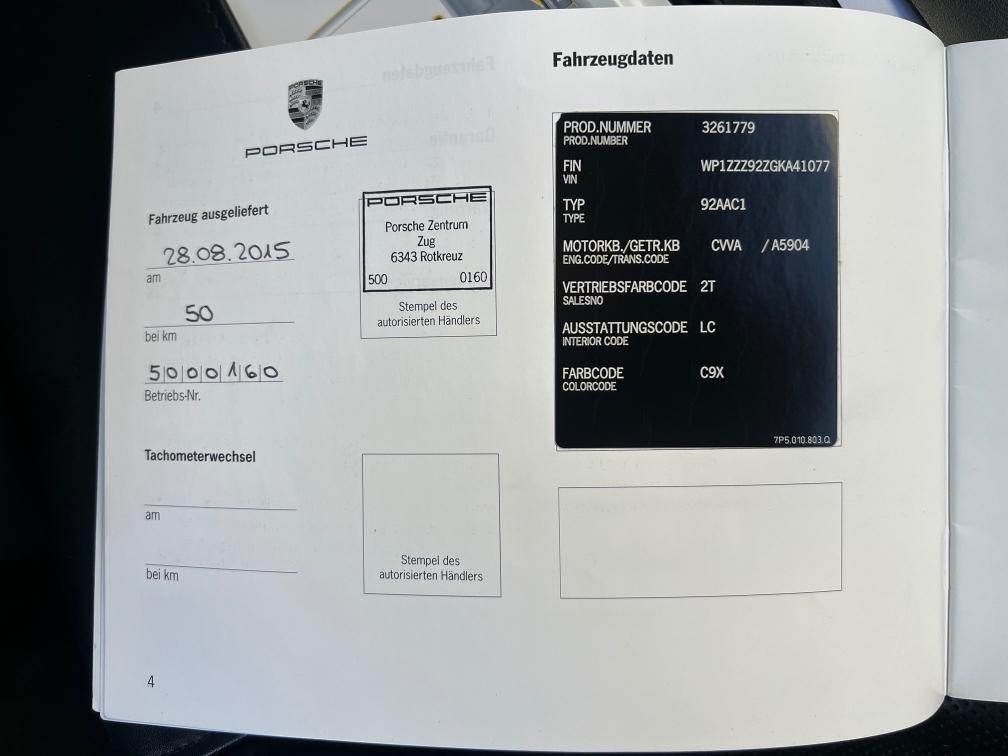 PORSCHE
PORSCHE
Fahrzeug ausgeliefert
28.08.2015
am
50
bei km
5000160
Betriebs-Nr.
PORSCHE
Porsche Zentrum
Zug
6343 Rotkreuz
500 0160
Stempel des
autorisierten Händlers
Tachometerwechsel
am
bei km
Stempel des
autorisierten Händlers
4
Fahrzeugdaten
PROD.NUMMER 3261779
PROD.NUMBER
FIN WP1ZZZ92ZGKA41077
VIN
TYP 92AAC1
TYPE
MOTORKB./GETR.KB CVVA / A5904
ENG.CODE/TRANS.CODE
VERTRIEBSFARBCODE 2T
SALESNO
AUSSTATTUNGSCODE LC
INTERIOR CODE
FARBCODE C9X
COLORCODE
7P5.010.803.Q